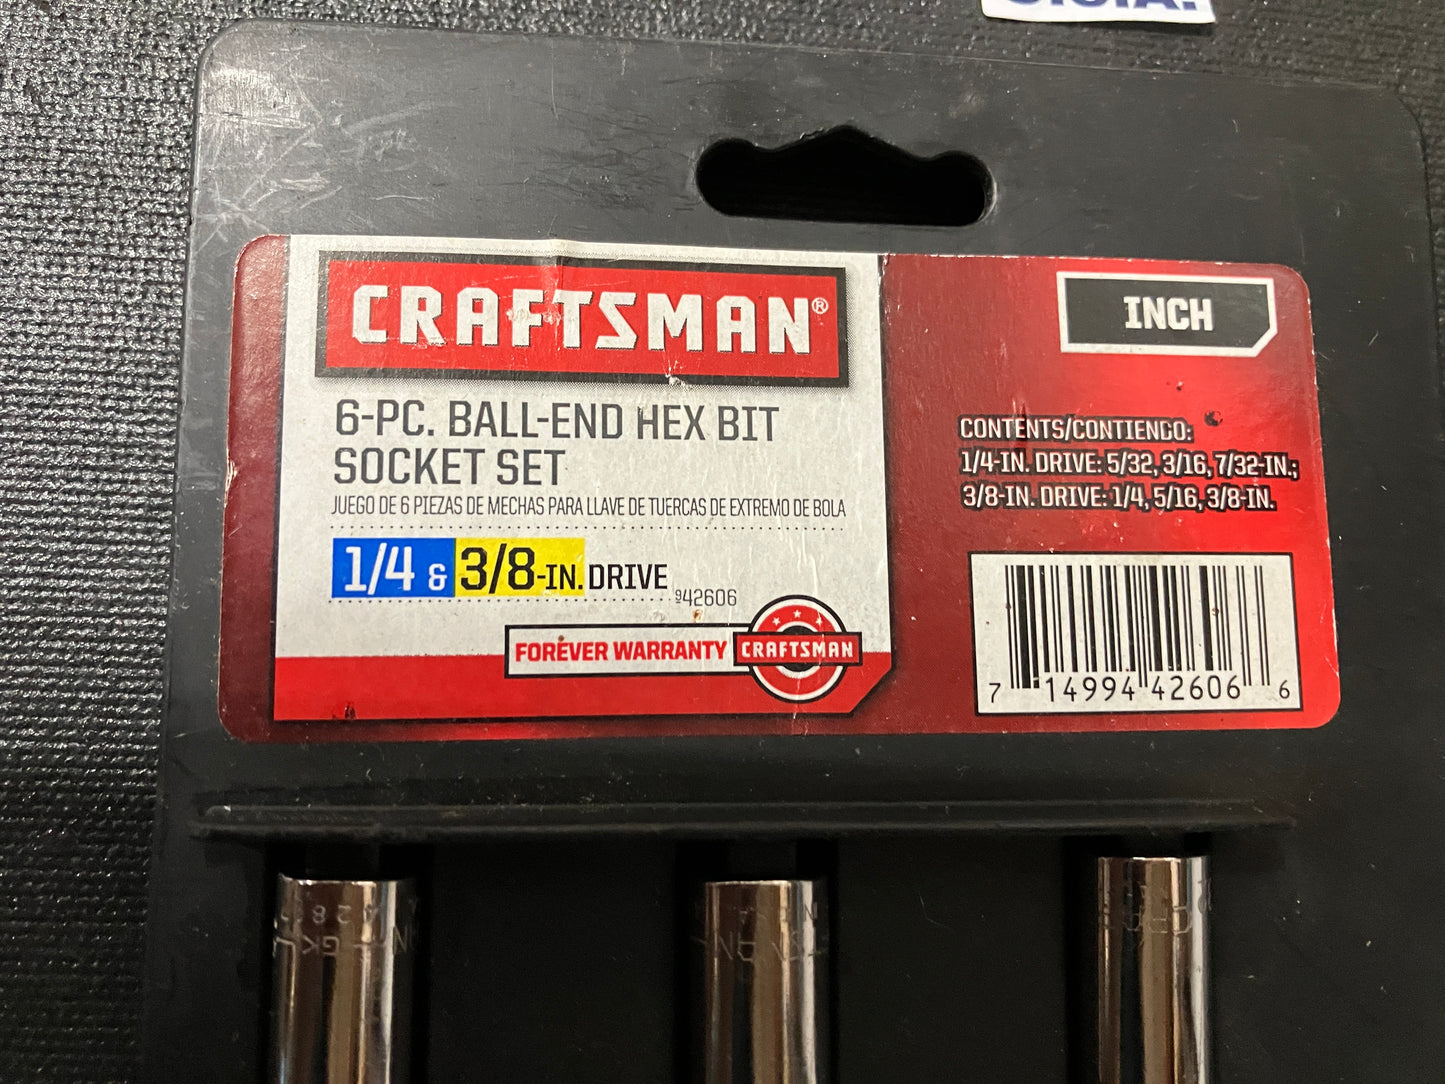 CRAFTSMAN®
6-PC. BALL-END HEX BIT
SOCKET SET
JUEGO DE 6 PIEZAS DE MECHAS PARA LLAVE DE TUERCAS DE EXTREMO DE BOLA
1/4 & 3/8-IN. DRIVE
942606
FOREVER WARRANTY
CRAFTSMAN
INCH
CONTENTS/CONTIENDO:
1/4-IN. DRIVE: 5/32, 3/16, 7/32-IN.;
3/8-IN. DRIVE: 1/4, 5/16, 3/8-IN.
7 14994 42606 6